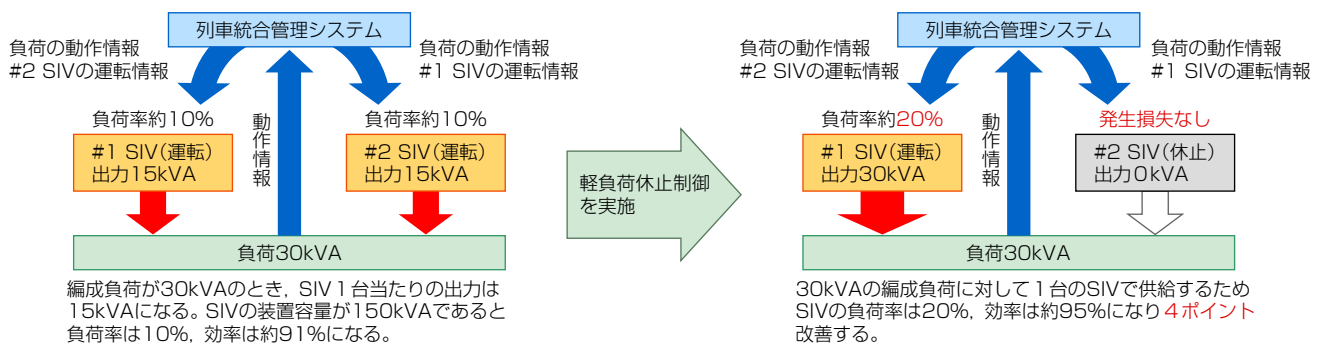 列車統合管理システム
負荷の動作情報
#2 SIVの運転情報
負荷の動作情報
#1 SIVの運転情報
負荷率約10%
負荷率約10%
動作情報
#1 SIV(運転)
出力15kVA
#2 SIV(運転)
出力15kVA
負荷30kVA
編成負荷が30kVAのとき,SIV1台当たりの出力は
15kVAになる。SIVの装置容量が150kVAであると
負荷率は10%,効率は約91%になる。
軽負荷休止制御
を実施
列車統合管理システム
負荷の動作情報
#2 SIVの運転情報
負荷の動作情報
#1 SIVの運転情報
負荷率約20%
発生損失なし
動作情報
#1 SIV(運転)
出力30kVA
#2 SIV(休止)
出力0kVA
負荷30kVA
30kVAの編成負荷に対して1台のSIVで供給するため
SIVの負荷率は20%,効率は約95%になり4ポイント
改善する。